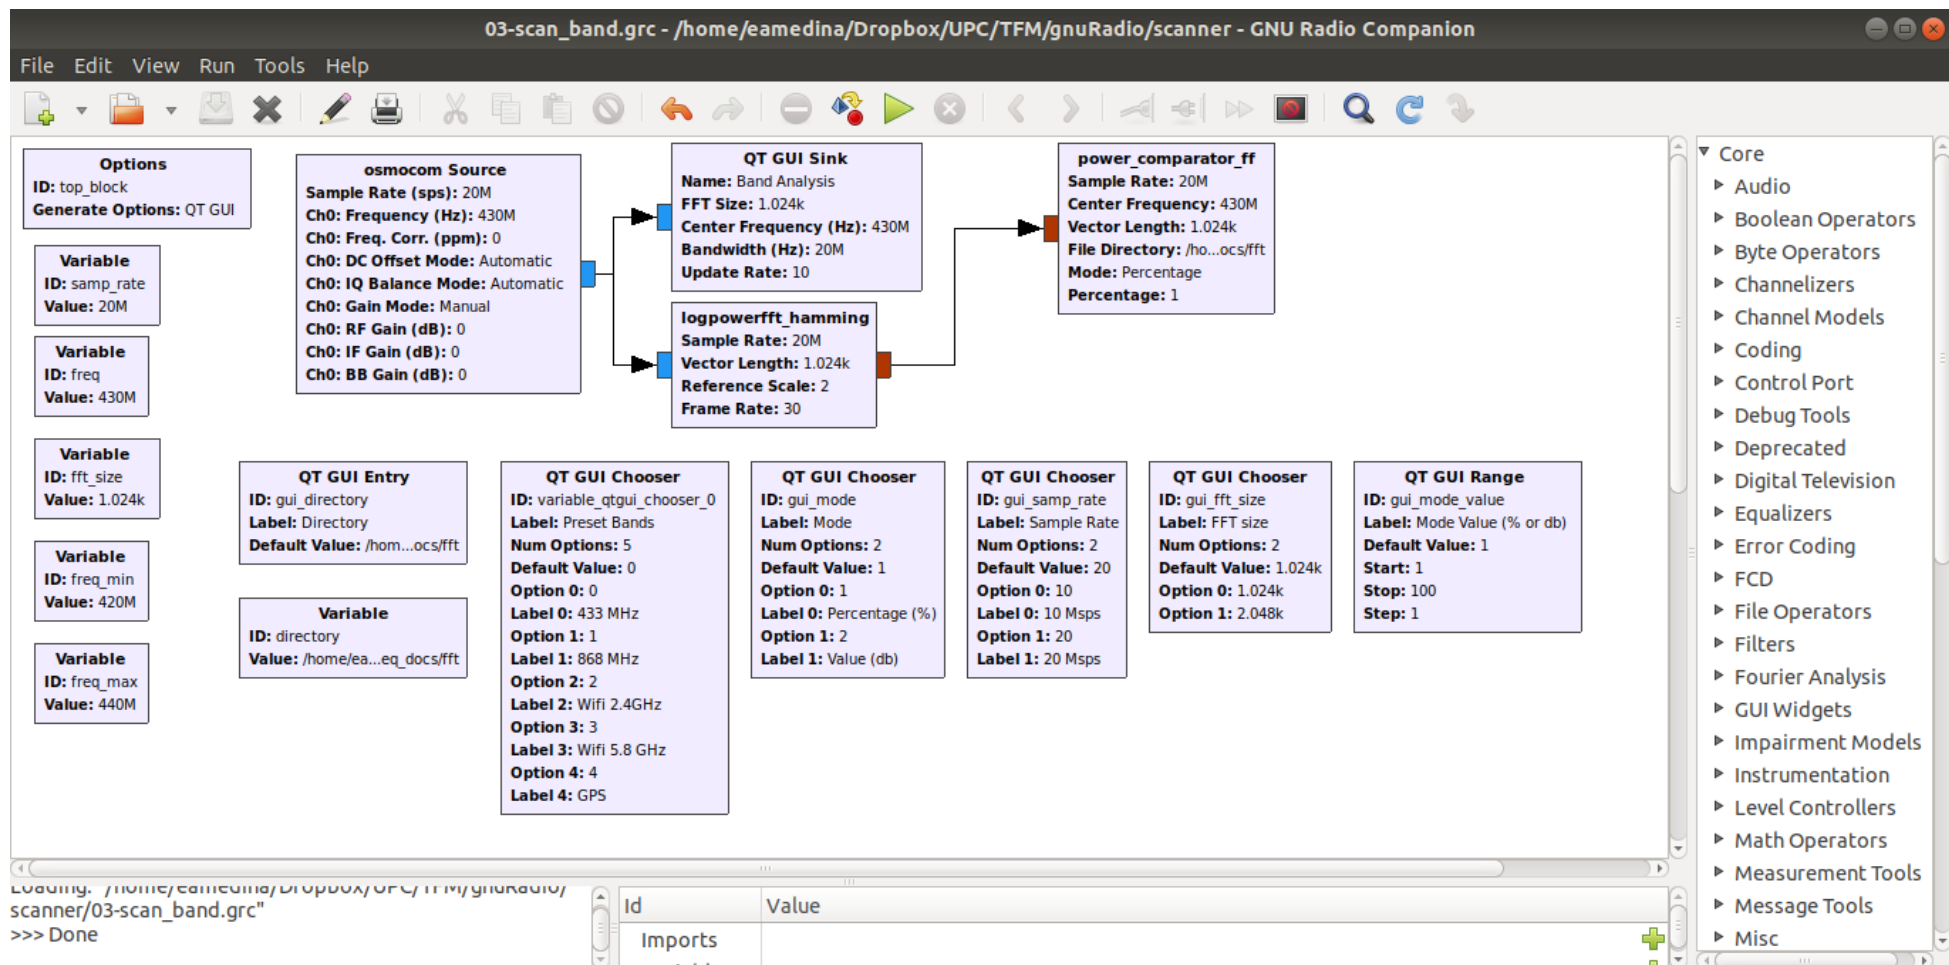 03-scan_band.grc - /home/eamedina/Dropbox/UPC/TFM/gnuRadio/scanner - GNU Radio Companion
File Edit View Run Tools Help
Options
ID: top_block
Generate Options: QT GUI
Variable
ID: samp_rate
Value: 20M
Variable
ID: freq
Value: 430M
Variable
ID: fft_size
Value: 1.024k
Variable
ID: freq_min
Value: 420M
Variable
ID: freq_max
Value: 440M
osmocom Source
Sample Rate (sps): 20M
Ch0: Frequency (Hz): 430M
Ch0: Freq. Corr. (ppm): 0
Ch0: DC Offset Mode: Automatic
Ch0: IQ Balance Mode: Automatic
Ch0: Gain Mode: Manual
Ch0: RF Gain (dB): 0
Ch0: IF Gain (dB): 0
Ch0: BB Gain (dB): 0
QT GUI Sink
Name: Band Analysis
FFT Size: 1.024k
Center Frequency (Hz): 430M
Bandwidth (Hz): 20M
Update Rate: 10
logpowerfft_hamming
Sample Rate: 20M
Vector Length: 1.024k
Reference Scale: 2
Frame Rate: 30
power_comparator_ff
Sample Rate: 20M
Center Frequency: 430M
Vector Length: 1.024k
File Directory: /ho...ocs/fft
Mode: Percentage
Percentage: 1
QT GUI Entry
ID: gui_directory
Label: Directory
Default Value: /hom...ocs/fft
Variable
ID: directory
Value: /home/ea...eq_docs/fft
QT GUI Chooser
ID: variable_qtgui_chooser_0
Label: Preset Bands
Num Options: 5
Default Value: 0
Option 0: 0
Label 0: 433 MHz
Option 1: 1
Label 1: 868 MHz
Option 2: 2
Label 2: Wifi 2.4GHz
Option 3: 3
Label 3: Wifi 5.8 GHz
Option 4: 4
Label 4: GPS
QT GUI Chooser
ID: gui_mode
Label: Mode
Num Options: 2
Default Value: 1
Option 0: 1
Label 0: Percentage (%)
Option 1: 2
Label 1: Value (db)
QT GUI Chooser
ID: gui_samp_rate
Label: Sample Rate
Num Options: 2
Default Value: 20
Option 0: 10
Label 0: 10 Msps
Option 1: 20
Label 1: 20 Msps
QT GUI Chooser
ID: gui_fft_size
Label: FFT size
Num Options: 2
Default Value: 1.024k
Option 0: 1.024k
Option 1: 2.048k
QT GUI Range
ID: gui_mode_value
Label: Mode Value (% or db)
Default Value: 1
Start: 1
Stop: 100
Step: 1
Core
Audio
Boolean Operators
Byte Operators
Channelizers
Channel Models
Coding
Control Port
Debug Tools
Deprecated
Digital Television
Equalizers
Error Coding
FCD
File Operators
Filters
Fourier Analysis
GUI Widgets
Impairment Models
Instrumentation
Level Controllers
Math Operators
Measurement Tools
Message Tools
Misc
Loading: "/home/eamedina/Dropbox/UPC/TFM/gnuRadio/
scanner/03-scan_band.grc"
>>> Done
Id Value
Imports